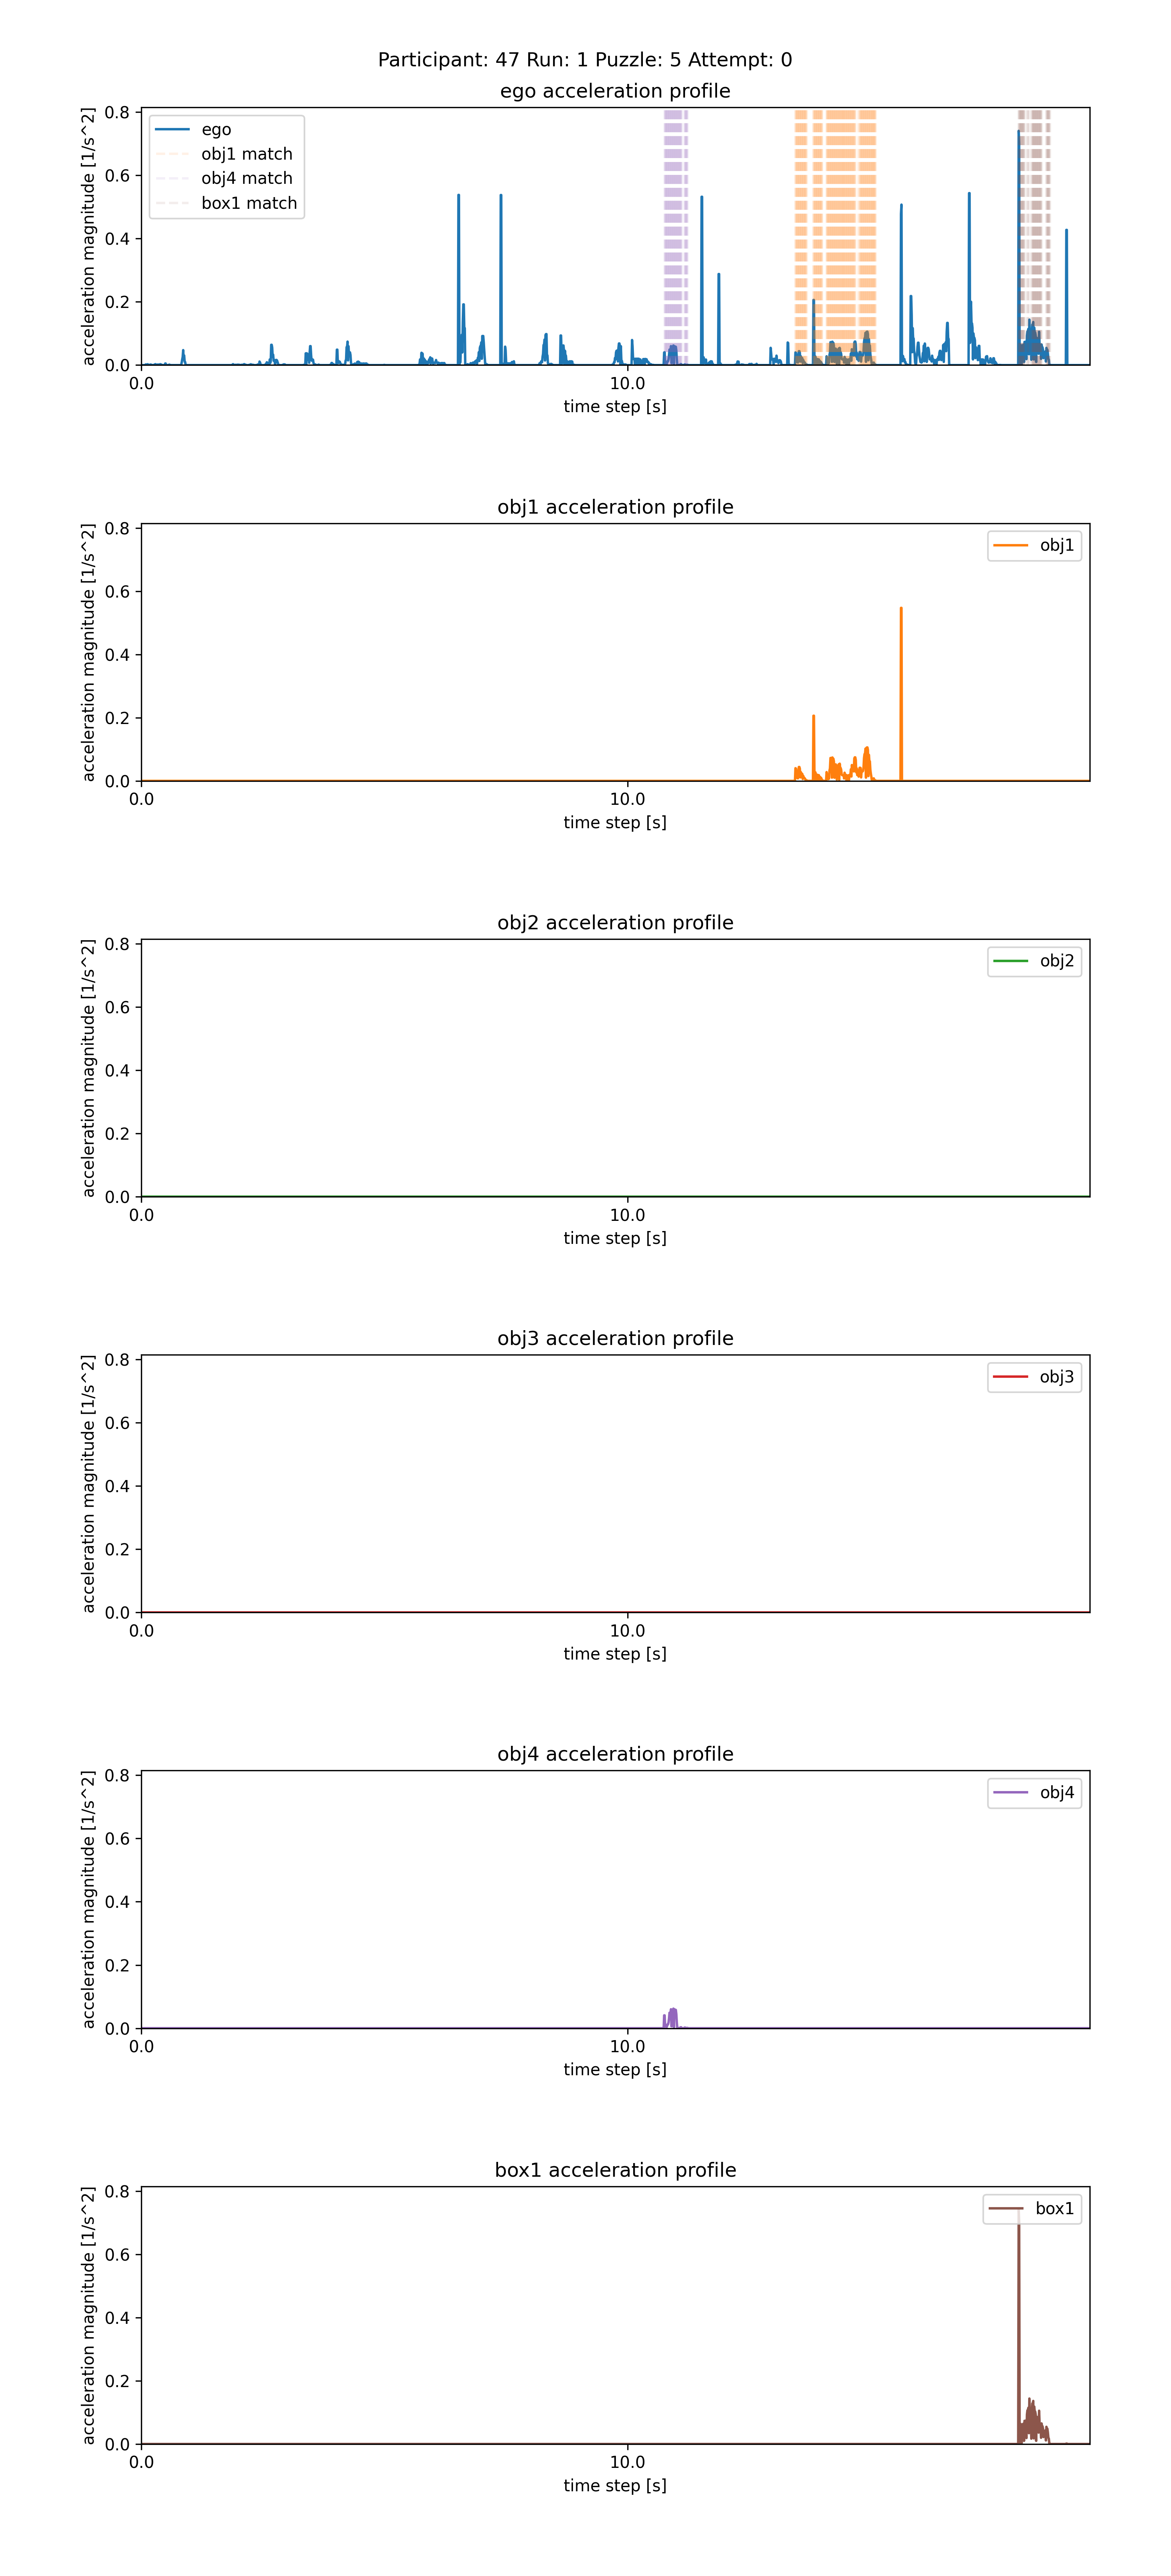 Participant: 47 Run: 1 Puzzle: 5 Attempt: 0
ego acceleration profile
acceleration magnitude [1/s^2]
0.8
0.6
0.4
0.2
0.0
ego
obj1 match
obj4 match
box1 match
0.0
10.0
time step [s]
obj1 acceleration profile
acceleration magnitude [1/s^2]
0.8
0.6
0.4
0.2
0.0
obj1
0.0
10.0
time step [s]
obj2 acceleration profile
acceleration magnitude [1/s^2]
0.8
0.6
0.4
0.2
0.0
obj2
0.0
10.0
time step [s]
obj3 acceleration profile
acceleration magnitude [1/s^2]
0.8
0.6
0.4
0.2
0.0
obj3
0.0
10.0
time step [s]
obj4 acceleration profile
acceleration magnitude [1/s^2]
0.8
0.6
0.4
0.2
0.0
obj4
0.0
10.0
time step [s]
box1 acceleration profile
acceleration magnitude [1/s^2]
0.8
0.6
0.4
0.2
0.0
box1
0.0
10.0
time step [s]